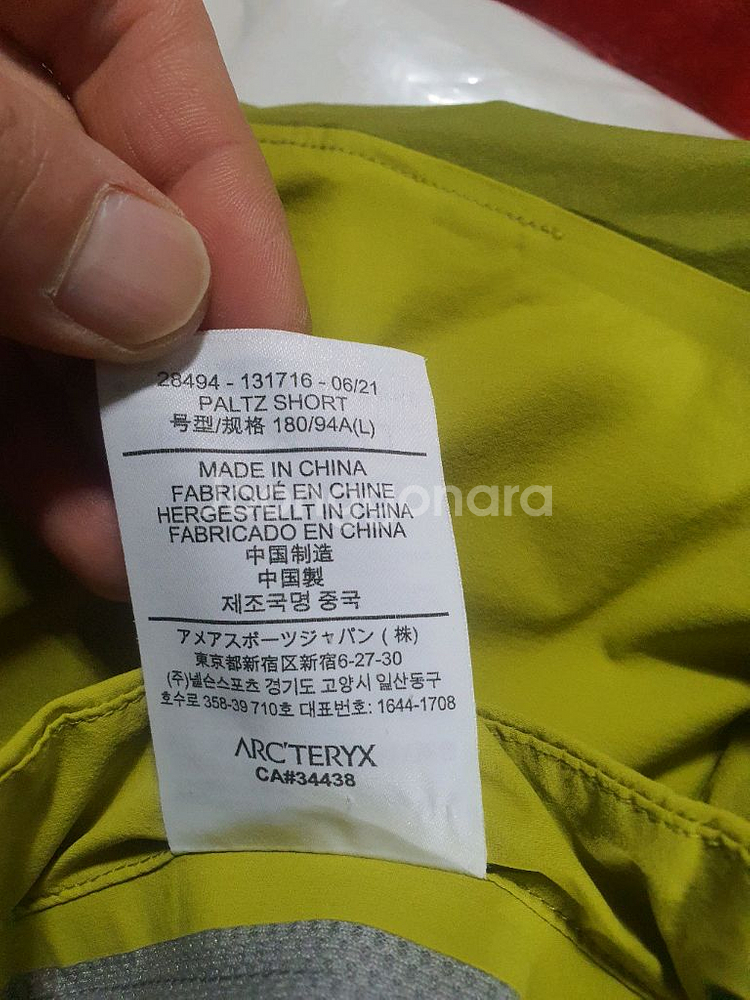 28494 - 131716 - 06/21
PALTZ SHORT
号型/规格 180/94A(L)
MADE IN CHINA
FABRIQUÉ EN CHINE
HERGESTELLT IN CHINA
FABRICADO EN CHINA
中国制造
中国製
제조국명 중국
アメアスポーツジャパン ( 株)
東京都新宿区新宿6-27-30
(주)넬슨스포츠 경기도 고양시 일산동구
호수로 358-39 710호 대표번호: 1644-1708
ARC'TERYX
CA#34438